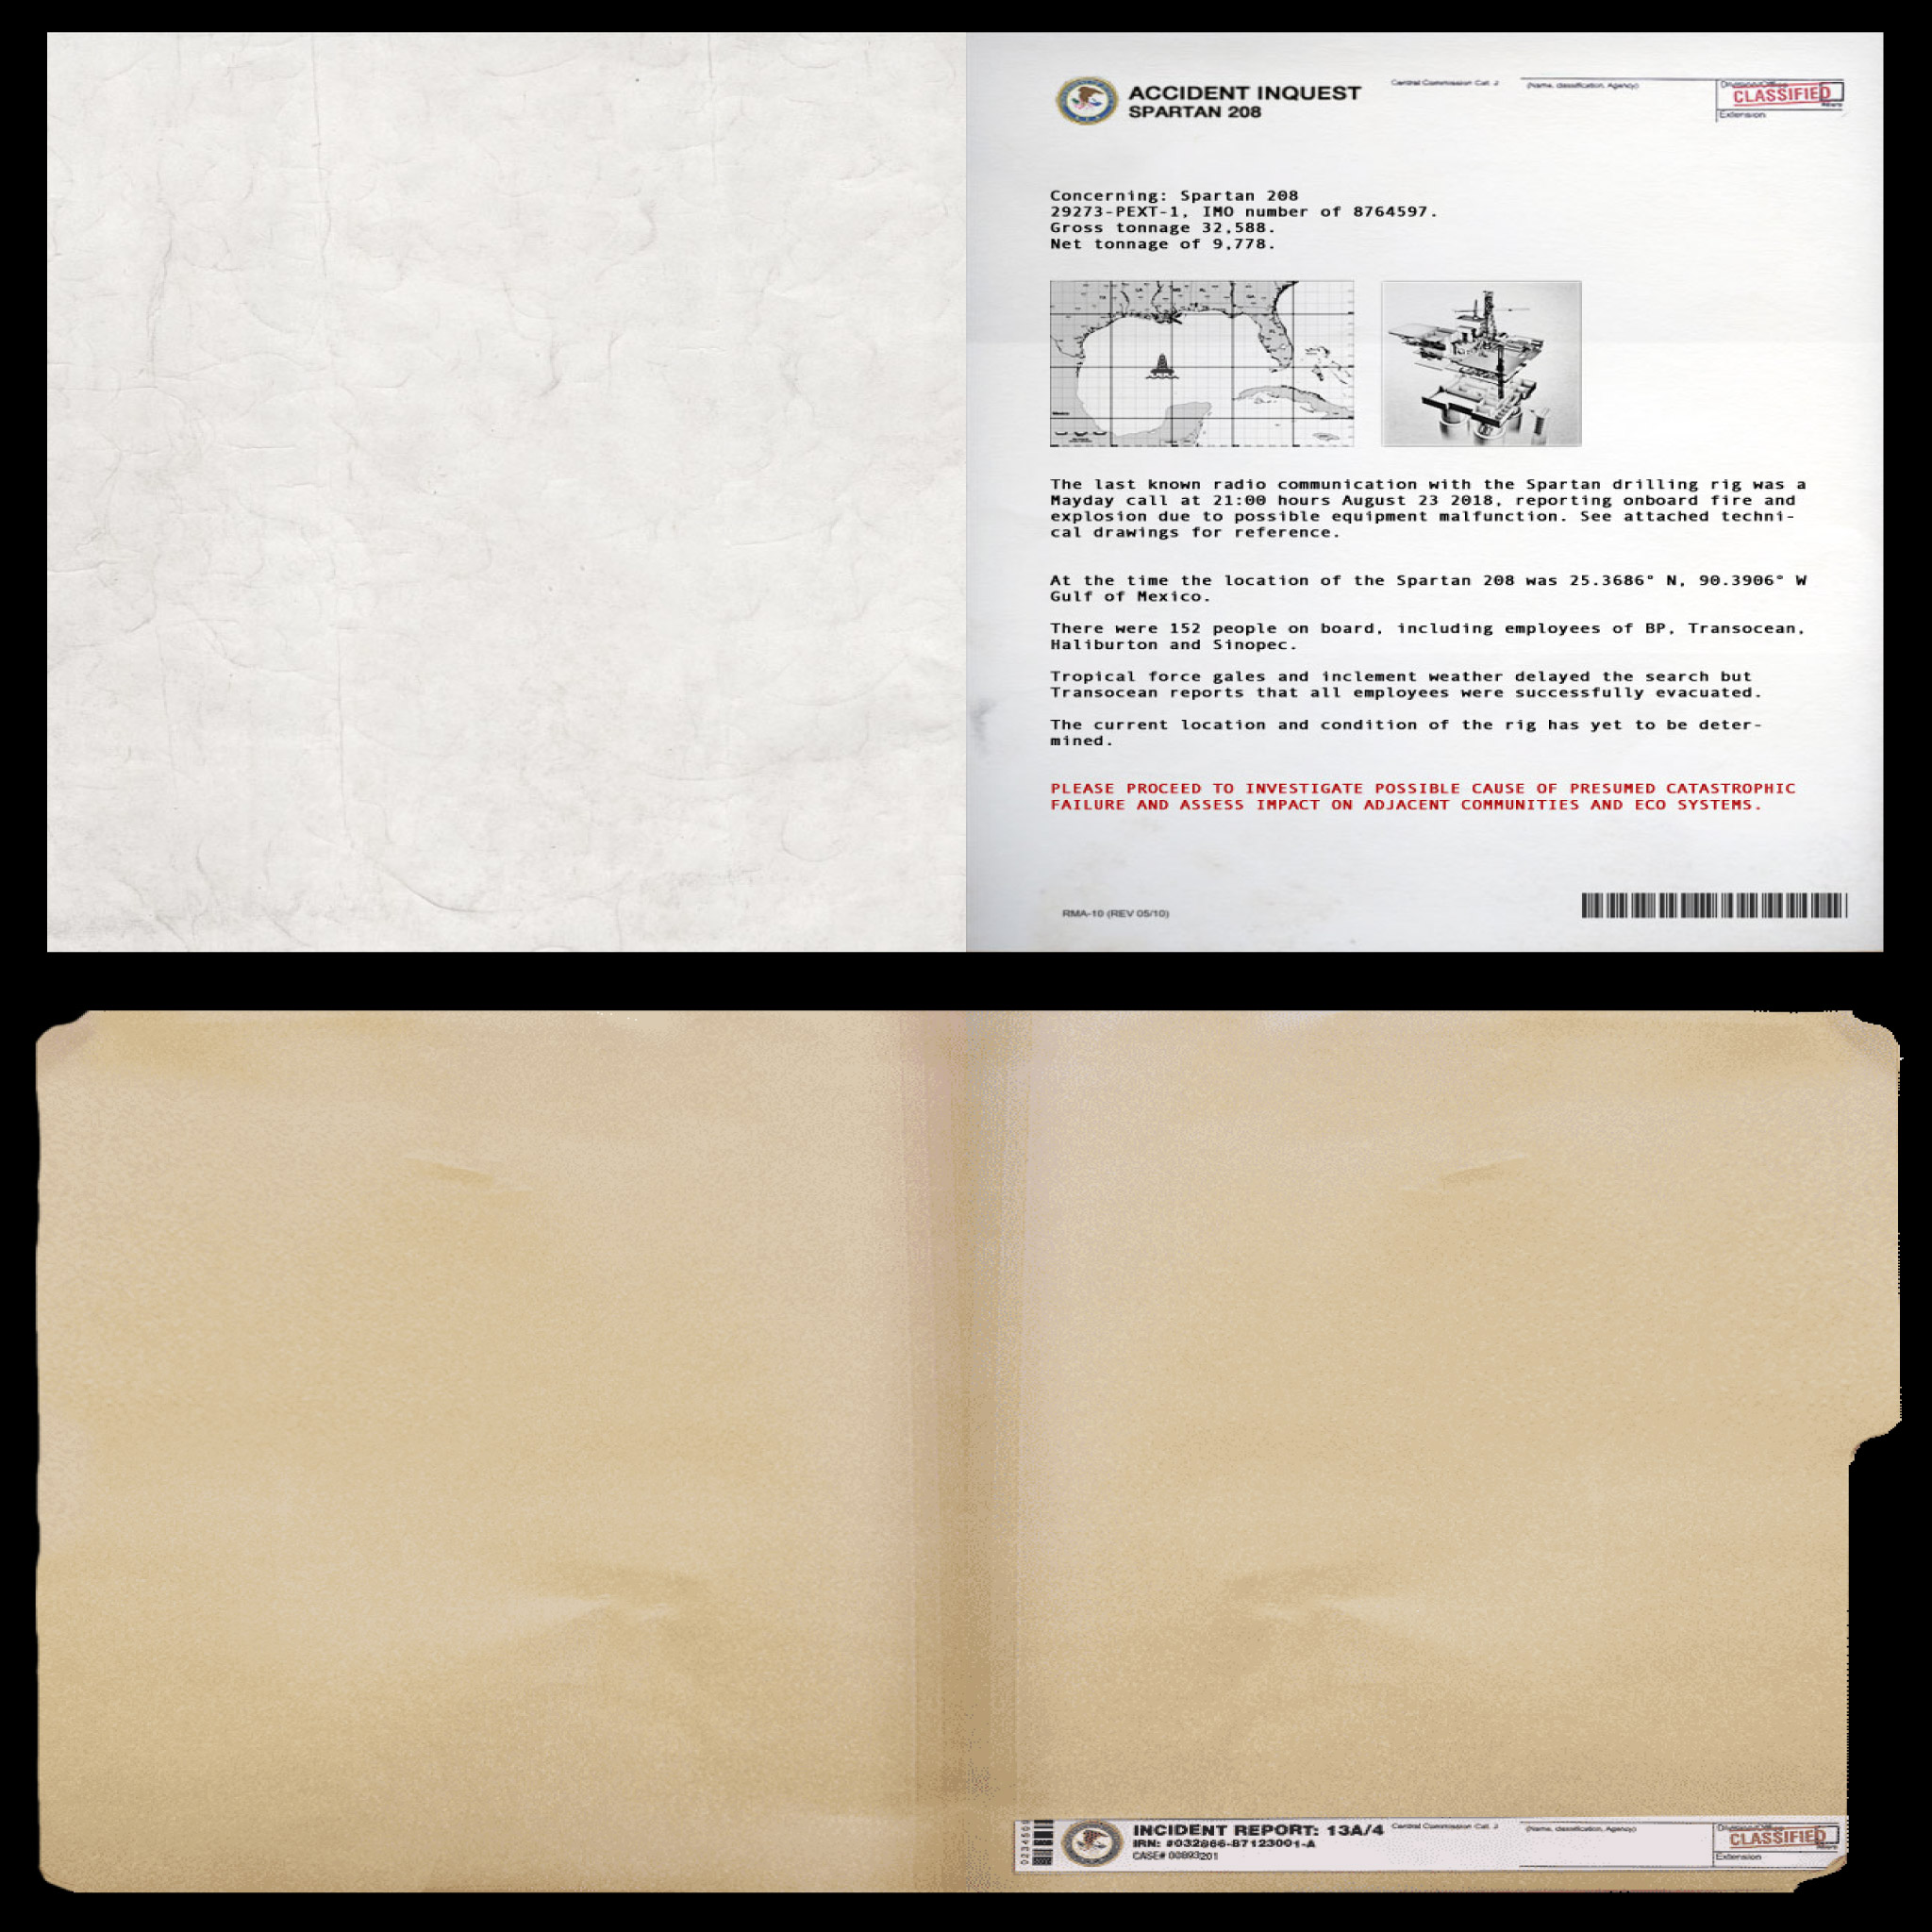 ACCIDENT INQUEST
SPARTAN 208
Central Commission Cat. 2
(Name, classification, Agency)
CLASSIFIED
Extension
Concerning: Spartan 208
29273-PEXT-1, IMO number of 8764597.
Gross tonnage 32,588.
Net tonnage of 9,778.
The last known radio communication with the Spartan drilling rig was a
Mayday call at 21:00 hours August 23 2018, reporting onboard fire and
explosion due to possible equipment malfunction. See attached techni-
cal drawings for reference.
At the time the location of the Spartan 208 was 25.3686° N, 90.3906° W
Gulf of Mexico.
There were 152 people on board, including employees of BP, Transocean,
Haliburton and Sinopec.
Tropical force gales and inclement weather delayed the search but
Transocean reports that all employees were successfully evacuated.
The current location and condition of the rig has yet to be deter-
mined.
PLEASE PROCEED TO INVESTIGATE POSSIBLE CAUSE OF PRESUMED CATASTROPHIC
FAILURE AND ASSESS IMPACT ON ADJACENT COMMUNITIES AND ECO SYSTEMS.
RMA-10 (REV 05/10)
INCIDENT REPORT: 13A/4
IRN: #032866-87123001-A
CASE# 00893201
Central Commission Cat. 2
(Name, classification, Agency)
CLASSIFIED
Extension